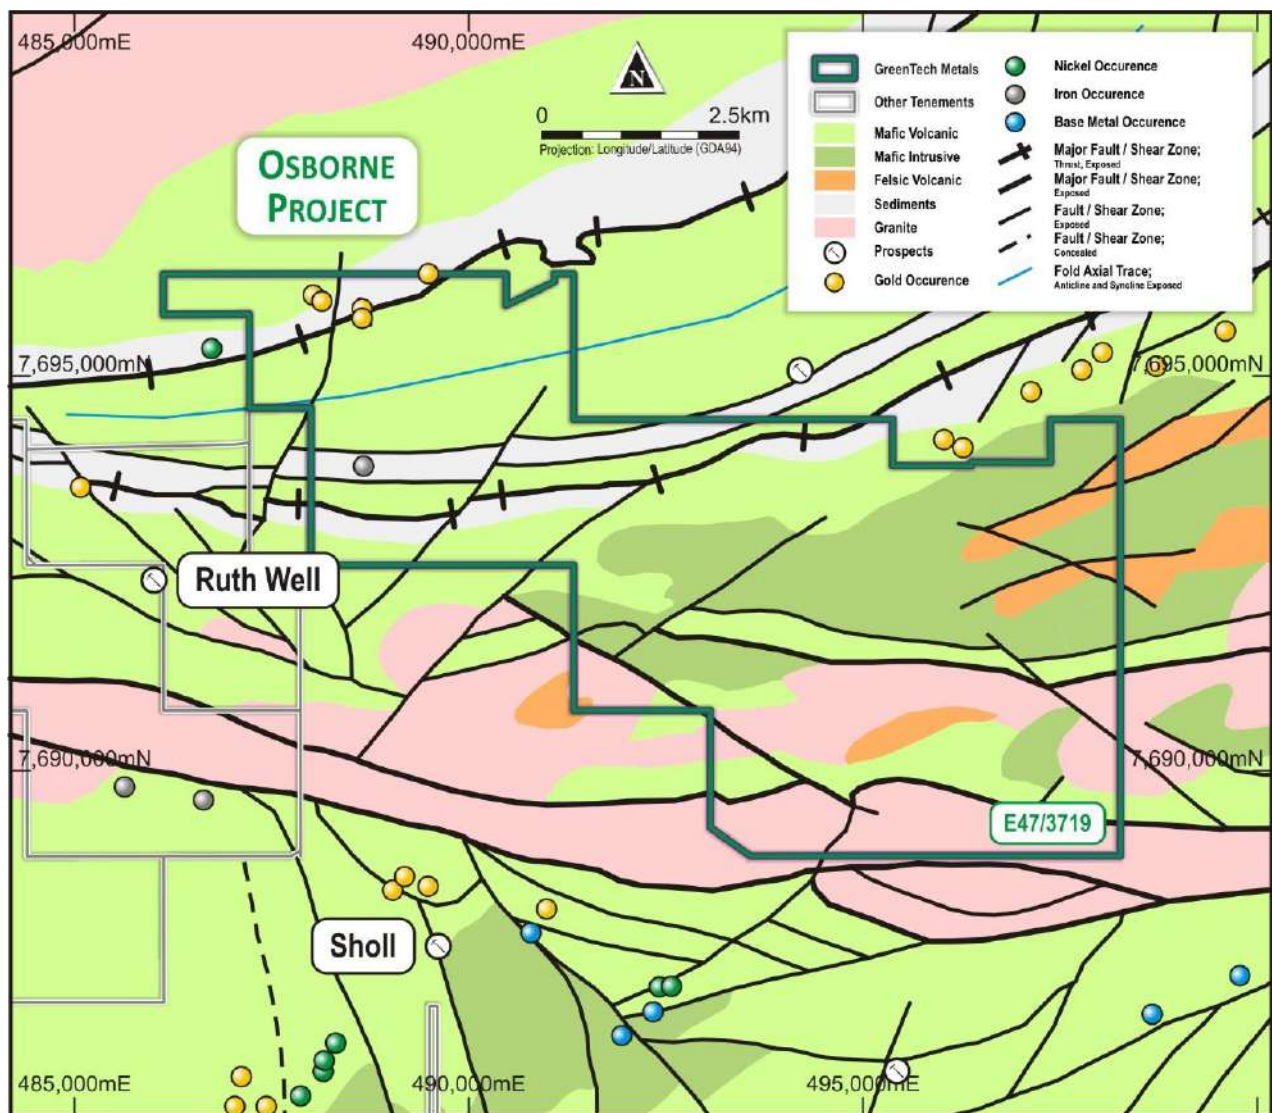 485,000mE
490,000mE
N
0 2.5km
Projection: Longitude/Latitude (GDA94)
OSBORNE
PROJECT
GreenTech Metals
Other Tenements
Mafic Volcanic
Mafic Intrusive
Felsic Volcanic
Sediments
Granite
Prospects
Gold Occurence
Nickel Occurence
Iron Occurence
Base Metal Occurence
Major Fault / Shear Zone;
Thrust, Exposed
Major Fault / Shear Zone;
Exposed
Fault / Shear Zone;
Exposed
Fault / Shear Zone;
Concealed
Fold Axial Trace;
Anticline and Syncline Exposed
7,695,000mN
7,695,000mN
Ruth Well
7,690,000mN
7,690,000mN
E47/3719
Sholl
485,000mE
490,000mE
495,000mE